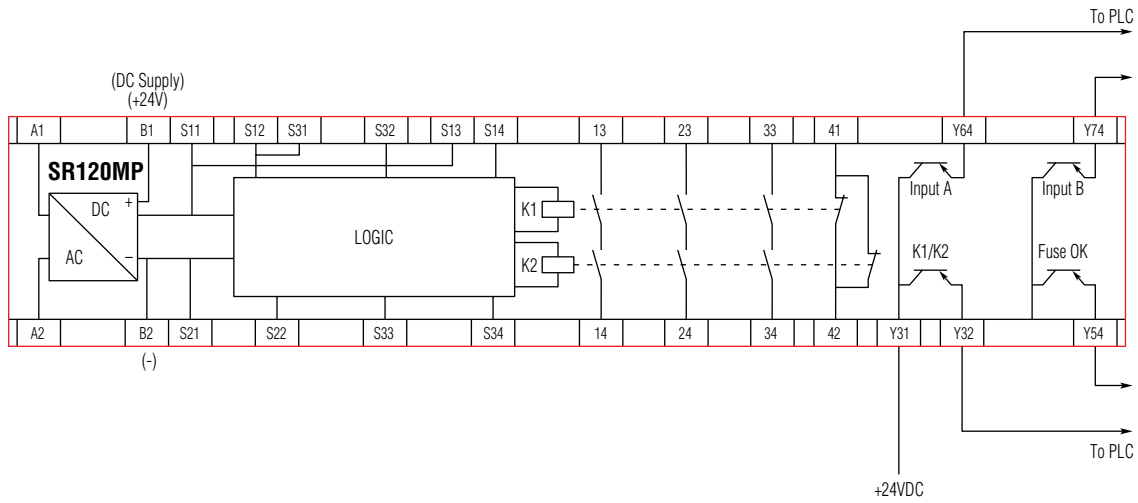 To PLC
(DC Supply)
(+24V)
A1 B1 S11 S12 S31 S32 S13 S14 13 23 33 41 Y64 Y74
SR120MP
DC +
AC −
LOGIC
K1
K2
Input A
Input B
K1/K2
Fuse OK
A2 B2 S21 S22 S33 S34 14 24 34 42 Y31 Y32 Y54
(-)
To PLC
+24VDC